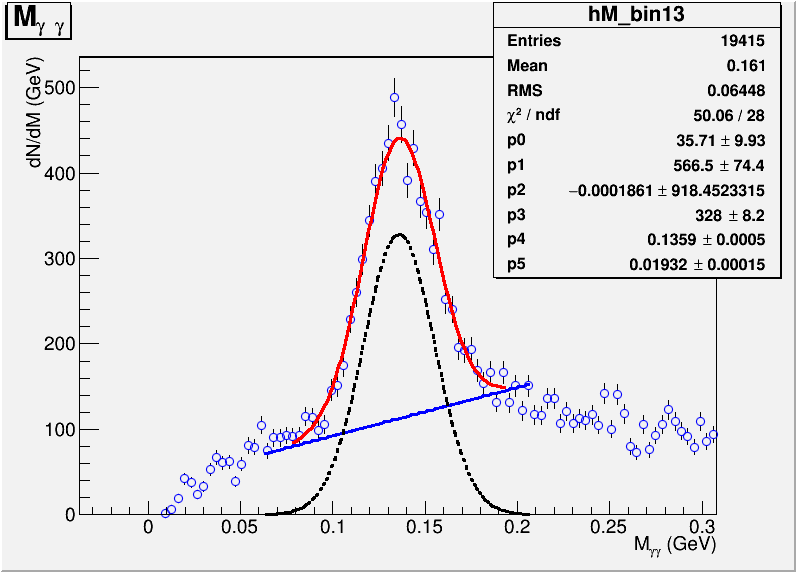 M γ γ
hM_bin13
Entries 19415
Mean 0.161
RMS 0.06448
χ² / ndf 50.06 / 28
p0 35.71 ± 9.93
p1 566.5 ± 74.4
p2 −0.0001861 ± 918.4523315
p3 328 ± 8.2
p4 0.1359 ± 0.0005
p5 0.01932 ± 0.00015
dN/dM (GeV)
500
400
300
200
100
0
0 0.05 0.1 0.15 0.2 0.25 0.3
M γγ (GeV)